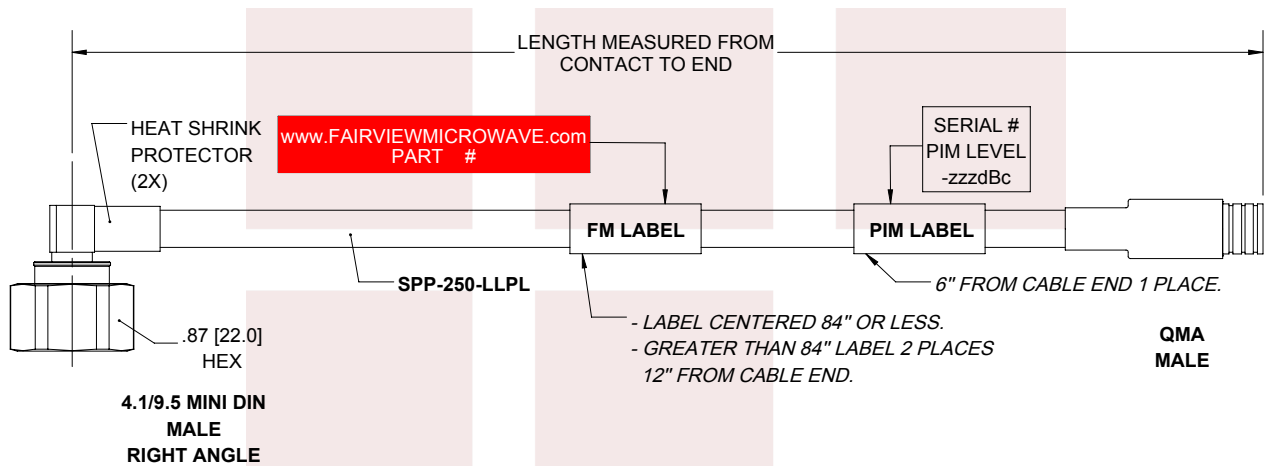 LENGTH MEASURED FROM
CONTACT TO END
HEAT SHRINK
PROTECTOR
(2X)
www.FAIRVIEWMICROWAVE.com
PART #
SERIAL #
PIM LEVEL
-zzzdBc
FM LABEL
PIM LABEL
SPP-250-LLPL
6" FROM CABLE END 1 PLACE.
.87 [22.0]
HEX
- LABEL CENTERED 84" OR LESS.
- GREATER THAN 84" LABEL 2 PLACES
12" FROM CABLE END.
QMA
MALE
4.1/9.5 MINI DIN
MALE
RIGHT ANGLE